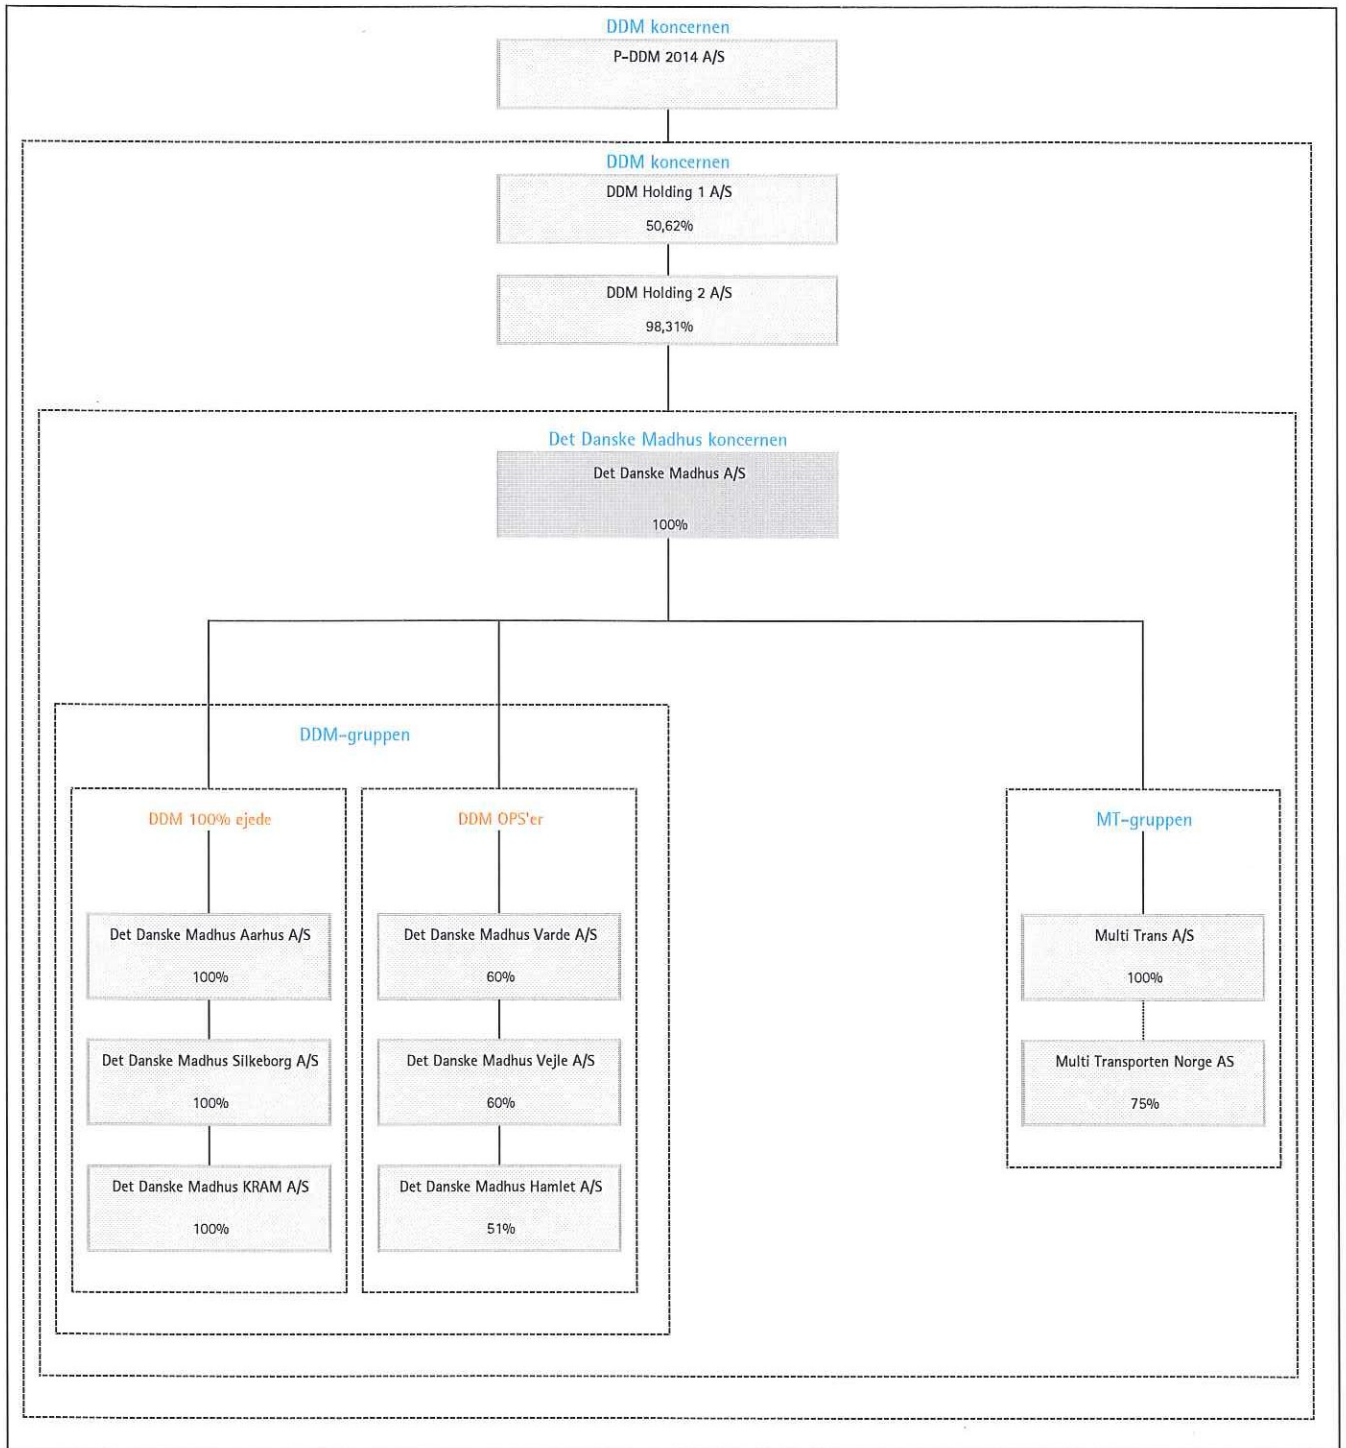 DDM koncernen
P-DDM 2014 A/S
DDM koncernen
DDM Holding 1 A/S
50,62%
DDM Holding 2 A/S
98,31%
Det Danske Madhus koncernen
Det Danske Madhus A/S
100%
DDM-gruppen
DDM 100% ejede
Det Danske Madhus Aarhus A/S
100%
Det Danske Madhus Silkeborg A/S
100%
Det Danske Madhus KRAM A/S
100%
DDM OPS'er
Det Danske Madhus Varde A/S
60%
Det Danske Madhus Vejle A/S
60%
Det Danske Madhus Hamlet A/S
51%
MT-gruppen
Multi Trans A/S
100%
Multi Transporten Norge AS
75%